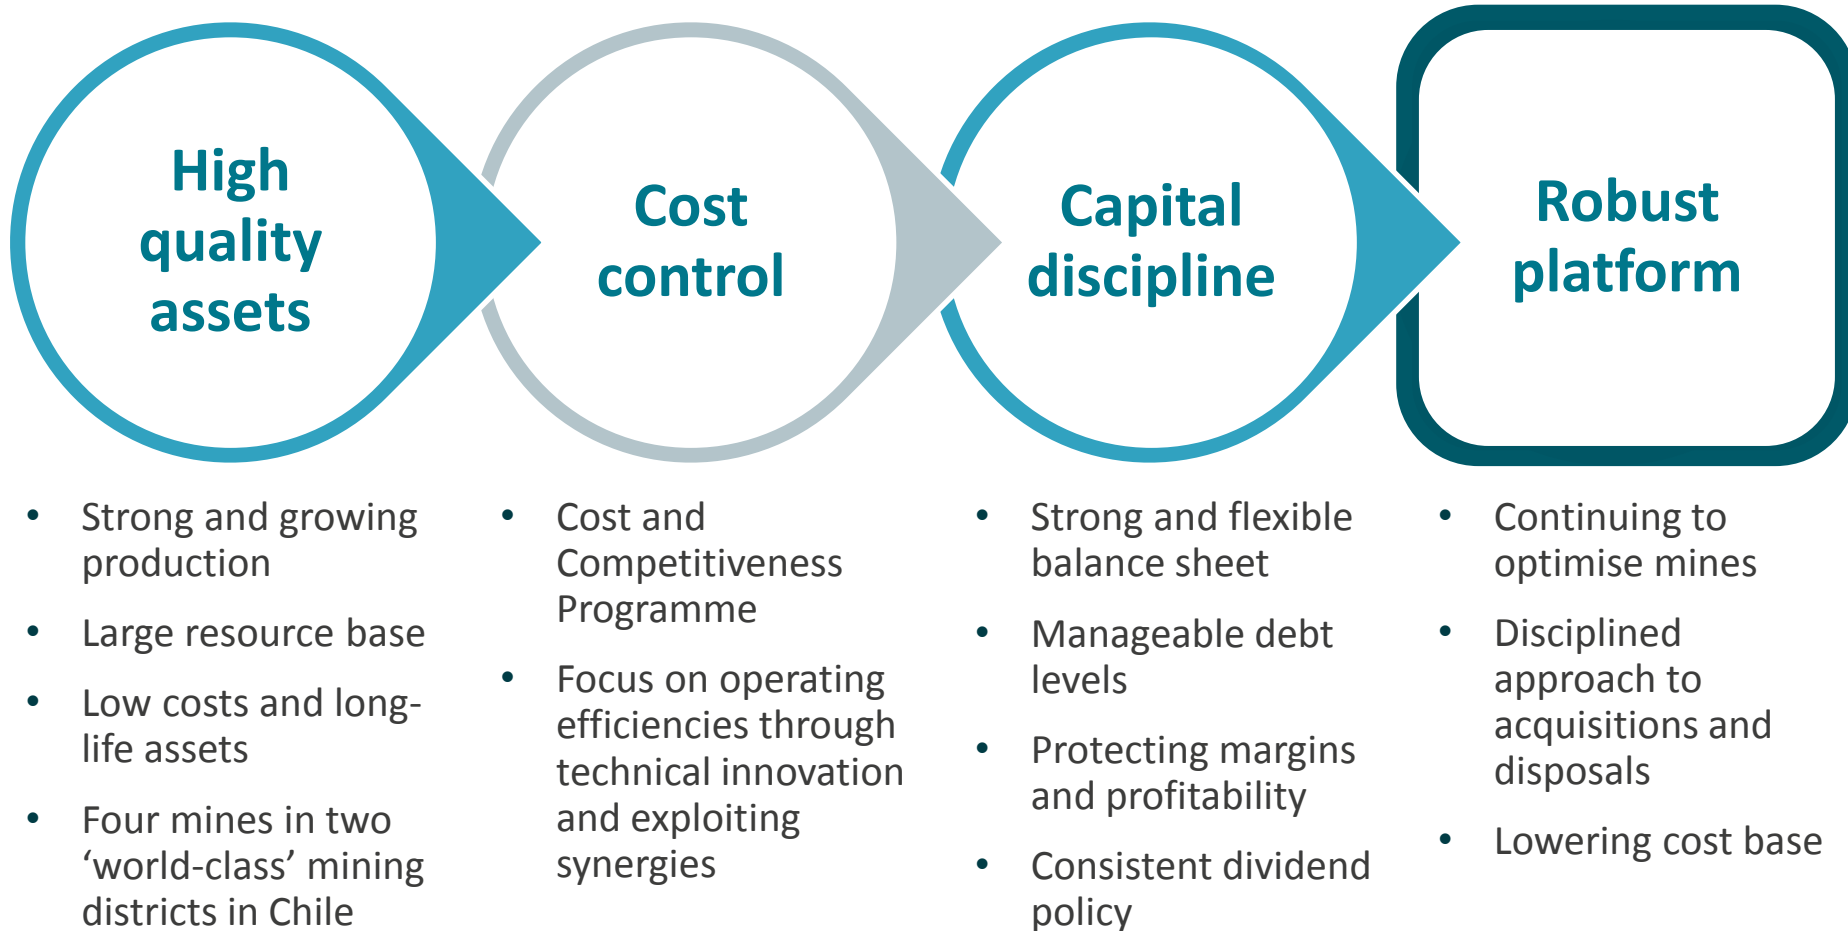 High
quality
assets
Cost
control
Capital
discipline
Robust
platform
• Strong and growing
production
• Large resource base
• Low costs and long-
life assets
• Four mines in two
‘world-class’ mining
districts in Chile
• Cost and
Competitiveness
Programme
• Focus on operating
efficiencies through
technical innovation
and exploiting
synergies
• Strong and flexible
balance sheet
• Manageable debt
levels
• Protecting margins
and profitability
• Consistent dividend
policy
• Continuing to
optimise mines
• Disciplined
approach to
acquisitions and
disposals
• Lowering cost base